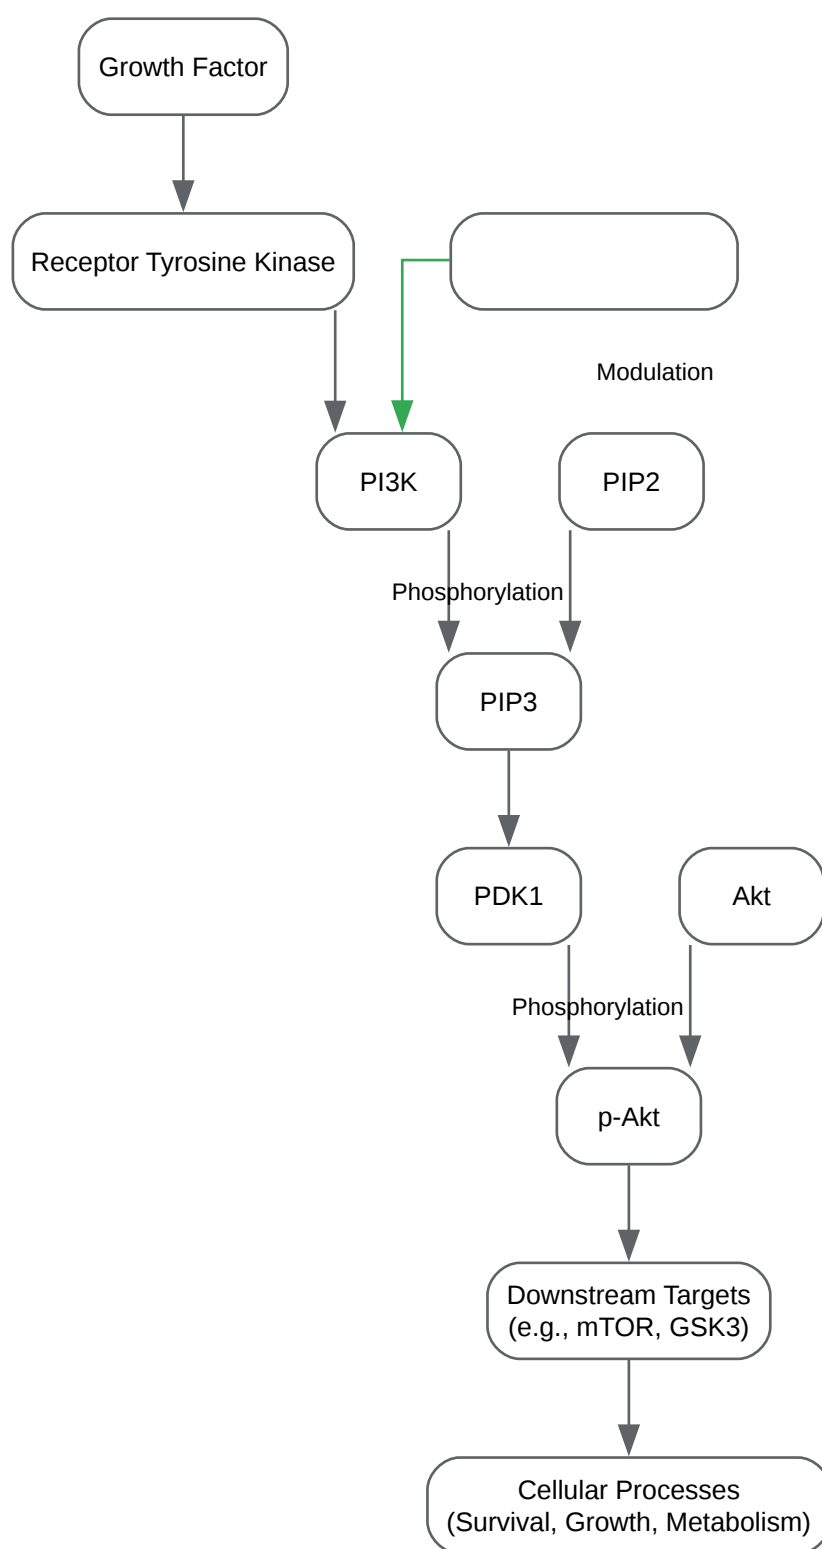 Growth Factor
Receptor Tyrosine Kinase
Modulation
PI3K
PIP2
Phosphorylation
PIP3
PDK1
Akt
Phosphorylation
p-Akt
Downstream Targets
(e.g., mTOR, GSK3)
Cellular Processes
(Survival, Growth, Metabolism)